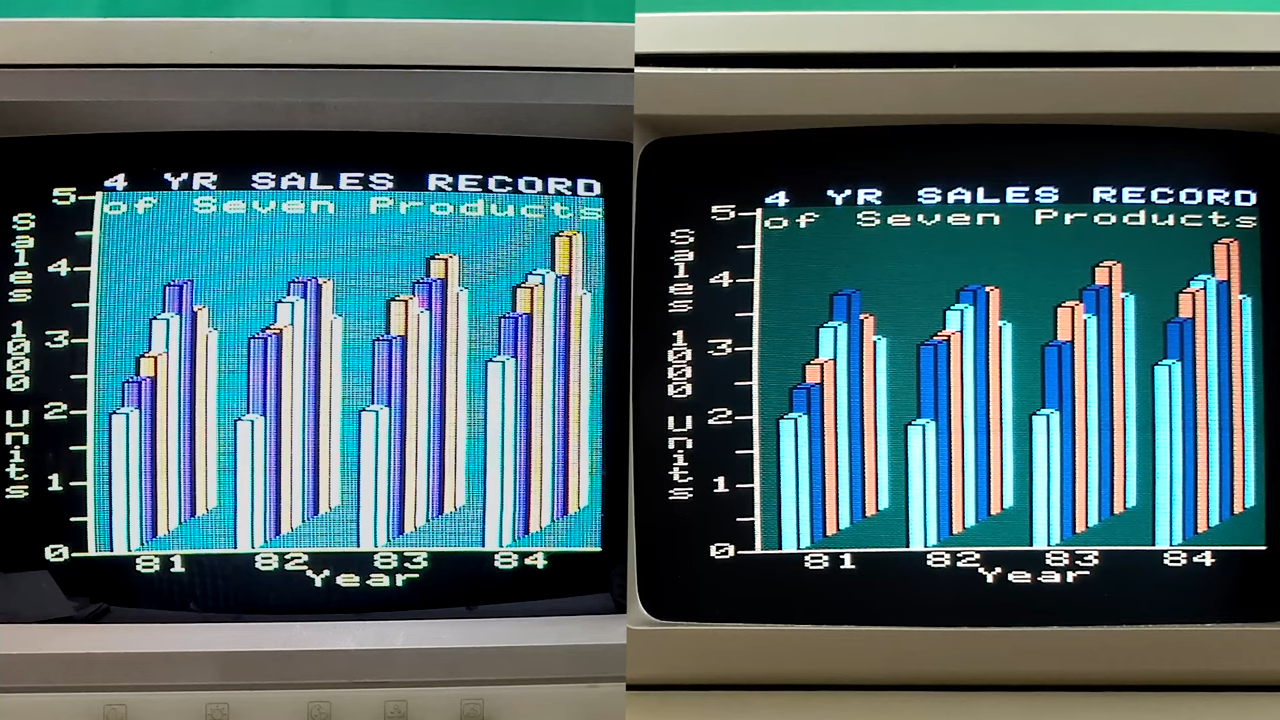 4 YR SALES RECORD
of Seven Products
Sales 1000 Units
5
4
3
2
1
0
81 82 83 84
Year
4 YR SALES RECORD
of Seven Products
Sales 1000 Units
5
4
3
2
1
0
81 82 83 84
Year